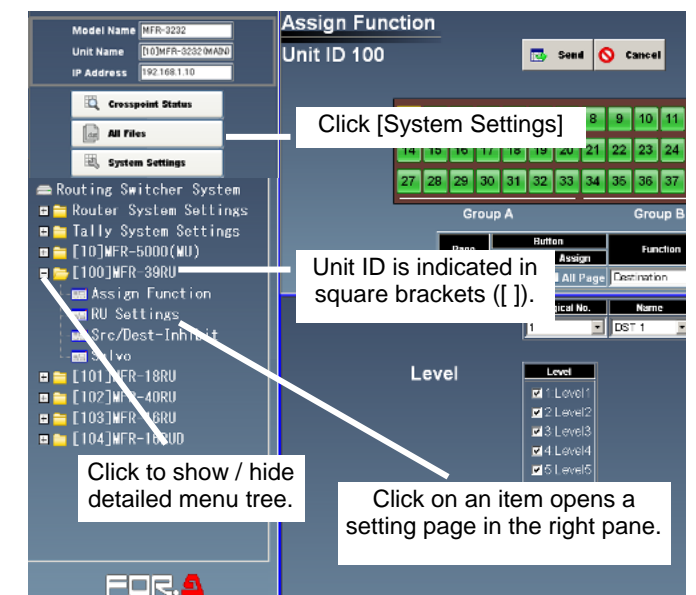 Model Name MFR-3232
Unit Name [10]MFR-3232(MAIN)
IP Address 192.168.1.10
Crosspoint Status
All Files
System Settings
Routing Switcher System
Router System Settings
Tally System Settings
[10]MFR-5000(MU)
[100]MFR-39RU
Assign Function
RU Settings
Src/Dest-Inhibit
Salvo
[101]MFR-18RU
[102]MFR-40RU
[103]MFR-16RU
[104]MFR-16RUD
Click to show / hide
detailed menu tree.
FOR.A
Assign Function
Unit ID 100
Send Cancel
Click [System Settings]
8 9 10 11
14 15 16 17 18 19 20 21 22 23 24
27 28 29 30 31 32 33 34 35 36 37
Group A Group B
Page Button Function
Assign
All Page Destination
Unit ID is indicated in
square brackets ([ ]).
Logical No. Name
1 DST 1
Level
Level
1:Level1
2:Level2
3:Level3
4:Level4
5:Level5
Click on an item opens a
setting page in the right pane.